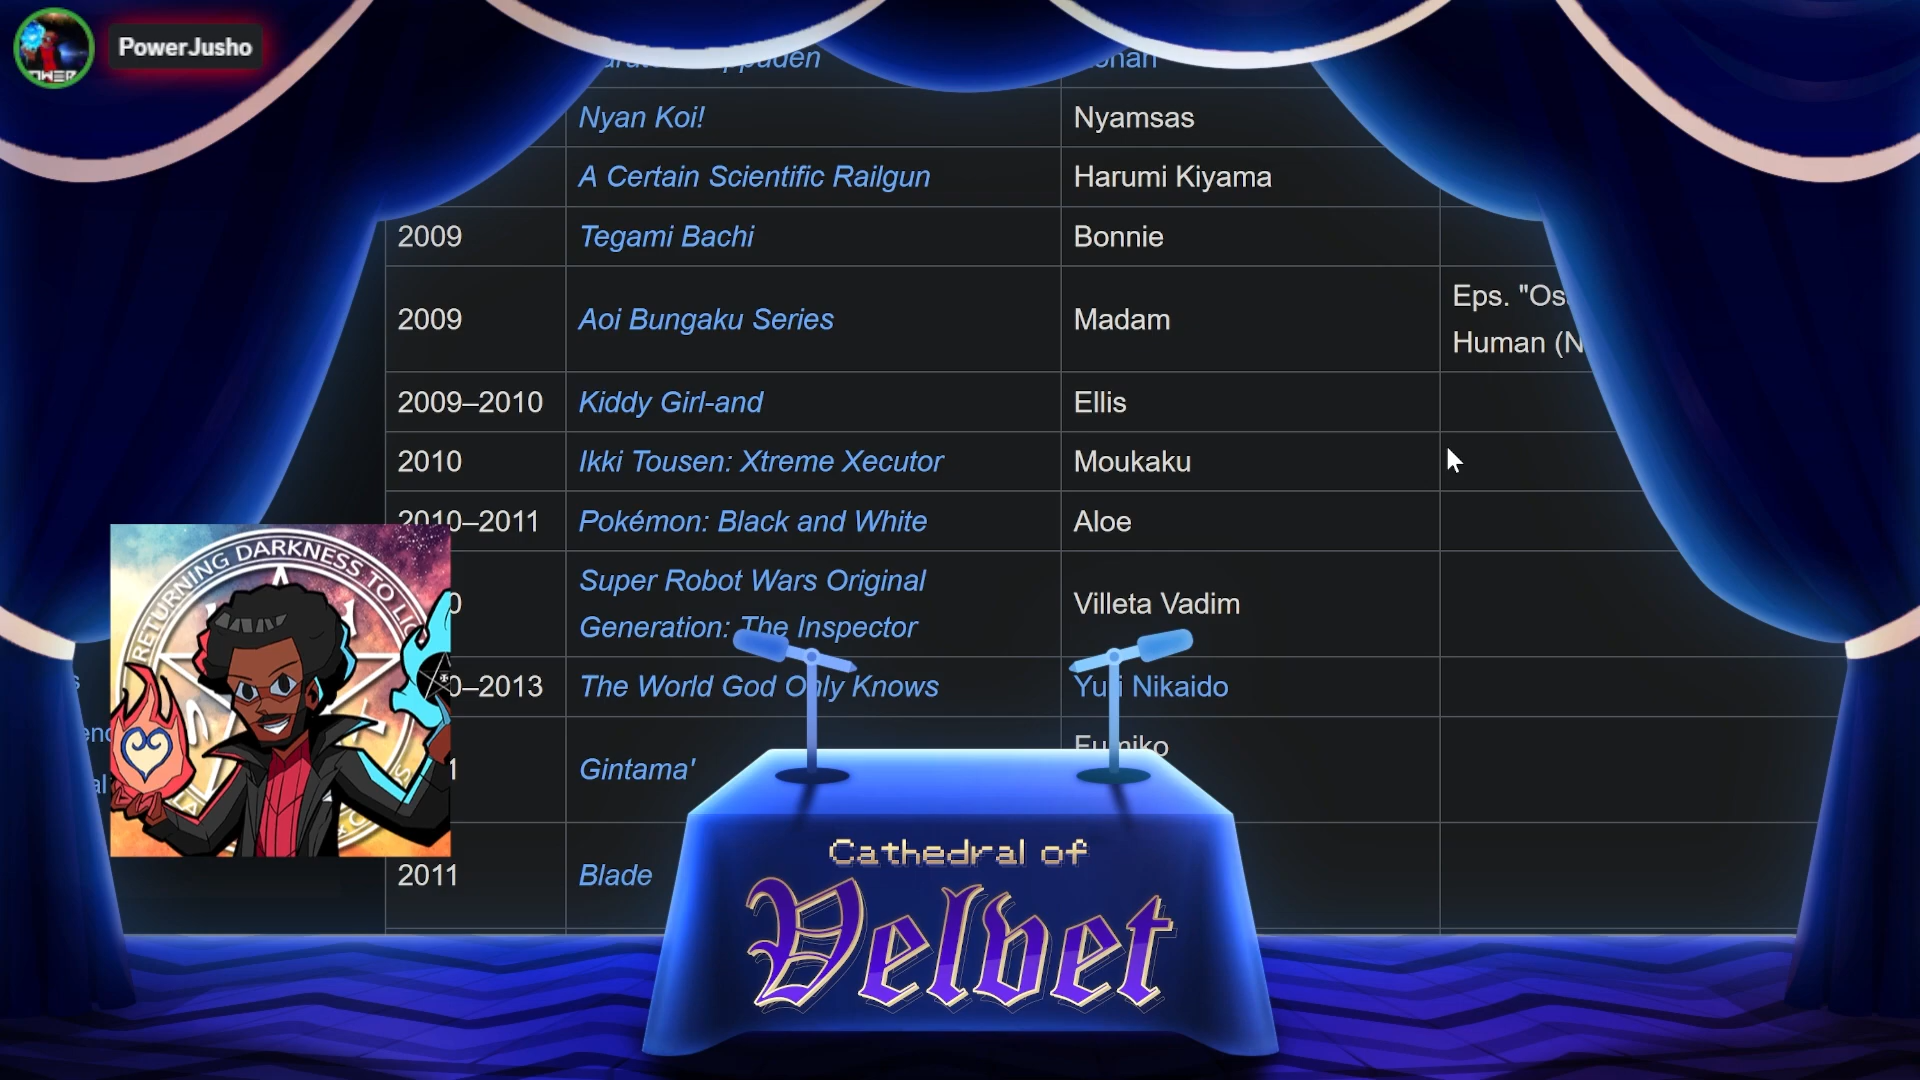 PowerJusho
Nyan Koi!
Nyamsas
A Certain Scientific Railgun
Harumi Kiyama
2009
Tegami Bachi
Bonnie
2009
Aoi Bungaku Series
Madam
Eps. "Os
Human (N
2009–2010
Kiddy Girl-and
Ellis
2010
Ikki Tousen: Xtreme Xecutor
Moukaku
2010–2011
Pokémon: Black and White
Aloe
Super Robot Wars Original
Generation: The Inspector
Villeta Vadim
0–2013
The World God Only Knows
Yuri Nikaido
Fumiko
Gintama'
2011
Blade
RETURNING DARKNESS TO
Cathedral of
Velvet